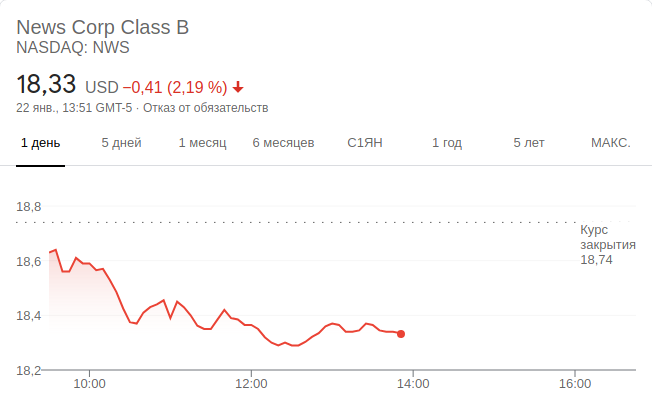 News Corp Class B
NASDAQ: NWS
18,33 USD −0,41 (2,19 %)
22 янв., 13:51 GMT-5 · Отказ от обязательств
1 день 5 дней 1 месяц 6 месяцев С1ЯН 1 год 5 лет МАКС.
18,8
Курс
закрытия
18,74
18,6
18,4
18,2
10:00 12:00 14:00 16:00